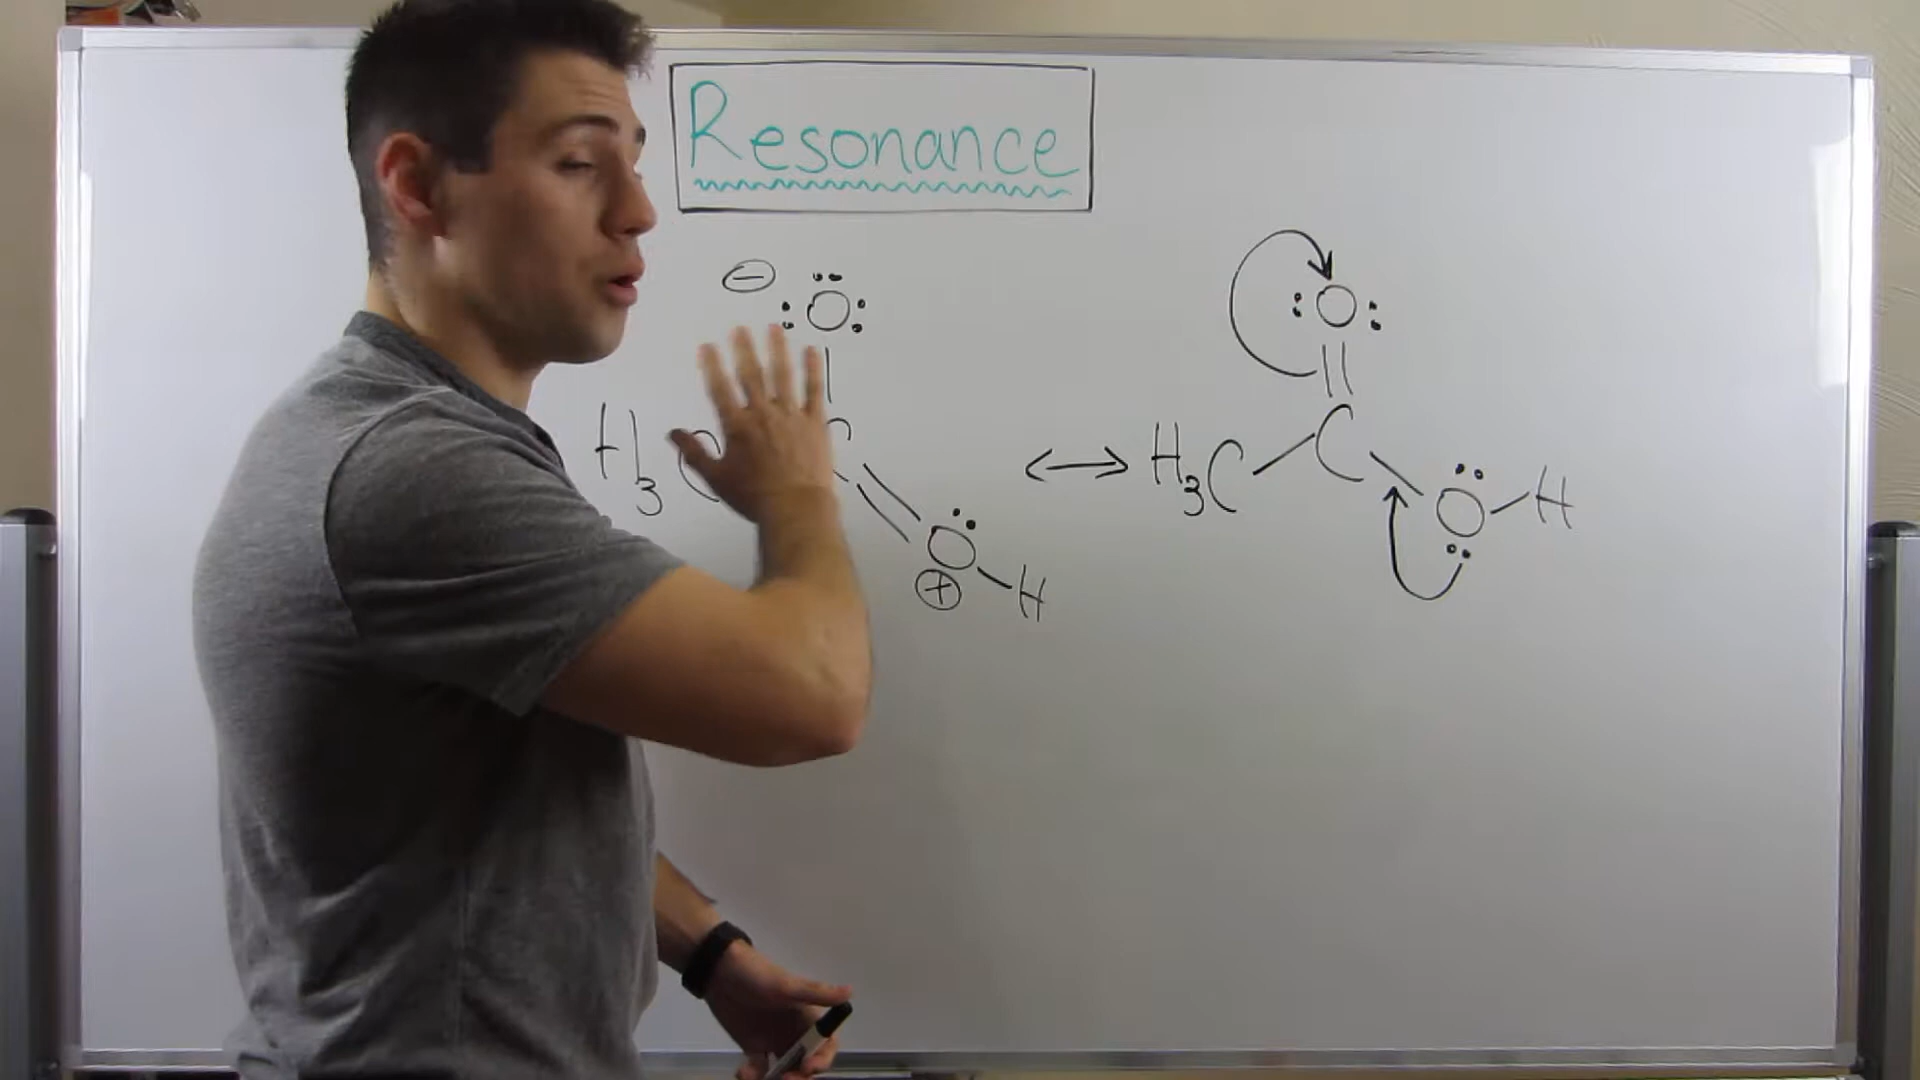 Resonance
⊖ :Ö: :O:
H3C C ⟷ H3C C Ö H
Ö H
⊕